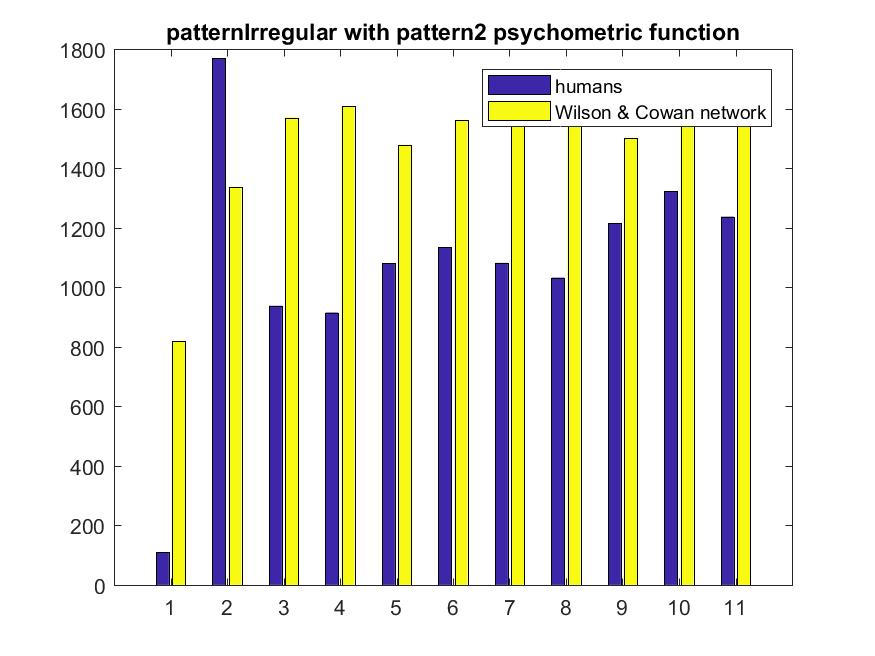 patternIrregular with pattern2 psychometric function
1800
humans
Wilson & Cowan network
1600
1400
1200
1000
800
600
400
200
0
1 2 3 4 5 6 7 8 9 10 11